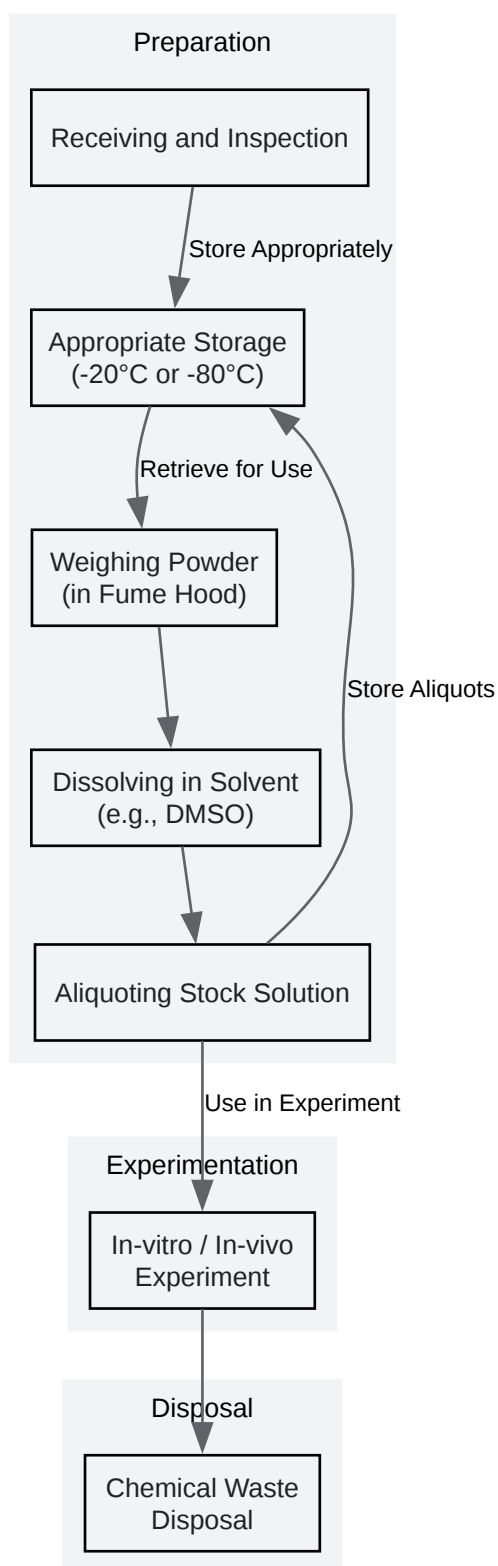 Preparation
Receiving and Inspection
Store Appropriately
Appropriate Storage
(-20°C or -80°C)
Retrieve for Use
Weighing Powder
(in Fume Hood)
Store Aliquots
Dissolving in Solvent
(e.g., DMSO)
Aliquoting Stock Solution
Use in Experiment
Experimentation
In-vitro / In-vivo
Experiment
Disposal
Chemical Waste
Disposal